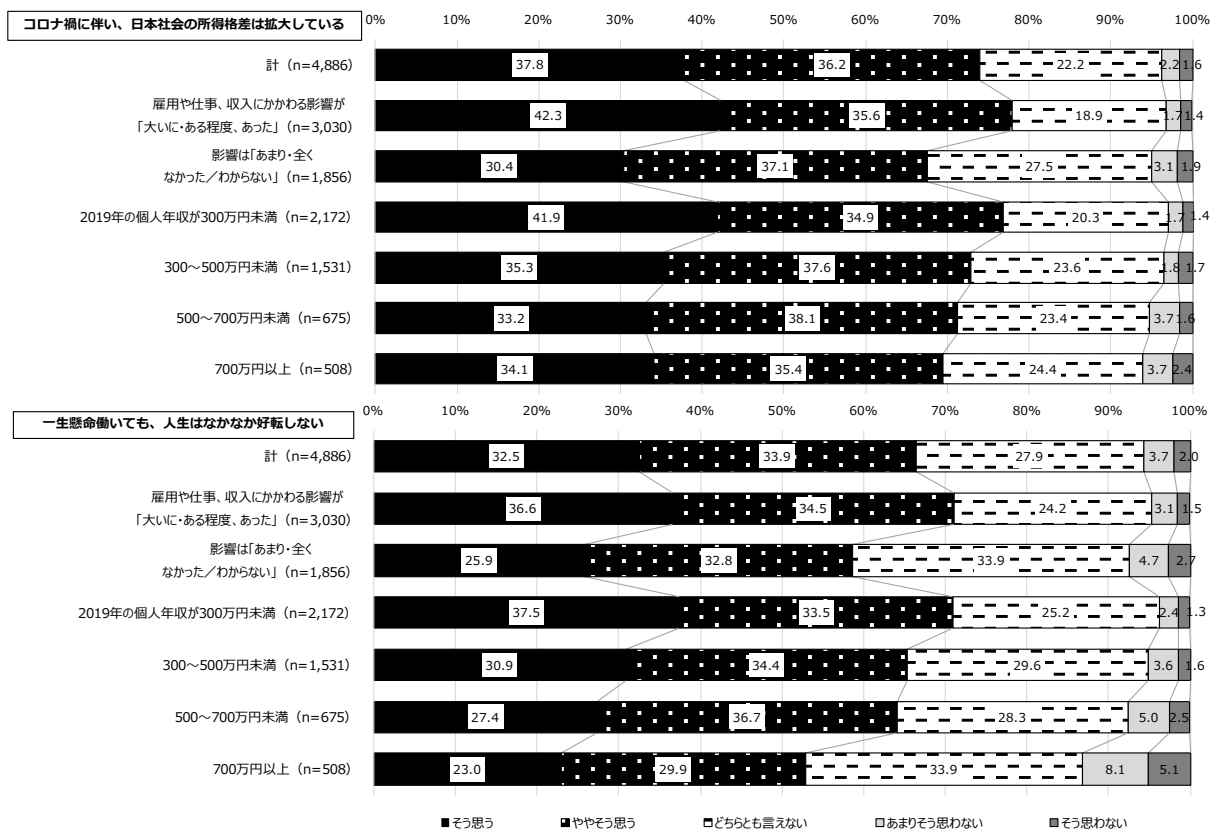 コロナ禍に伴い、日本社会の所得格差は拡大している
0% 10% 20% 30% 40% 50% 60% 70% 80% 90% 100%
計（n=4,886） 37.8 36.2 22.2 2.2 1.6
雇用や仕事、収入にかかわる影響が
「大いに・ある程度、あった」（n=3,030） 42.3 35.6 18.9 1.7 1.4
影響は「あまり・全く
なかった／わからない」（n=1,856） 30.4 37.1 27.5 3.1 1.9
2019年の個人年収が300万円未満（n=2,172） 41.9 34.9 20.3 1.7 1.4
300～500万円未満（n=1,531） 35.3 37.6 23.6 1.8 1.7
500～700万円未満（n=675） 33.2 38.1 23.4 3.7 1.6
700万円以上（n=508） 34.1 35.4 24.4 3.7 2.4
一生懸命働いても、人生はなかなか好転しない
0% 10% 20% 30% 40% 50% 60% 70% 80% 90% 100%
計（n=4,886） 32.5 33.9 27.9 3.7 2.0
雇用や仕事、収入にかかわる影響が
「大いに・ある程度、あった」（n=3,030） 36.6 34.5 24.2 3.1 1.5
影響は「あまり・全く
なかった／わからない」（n=1,856） 25.9 32.8 33.9 4.7 2.7
2019年の個人年収が300万円未満（n=2,172） 37.5 33.5 25.2 2.4 1.3
300～500万円未満（n=1,531） 30.9 34.4 29.6 3.6 1.6
500～700万円未満（n=675） 27.4 36.7 28.3 5.0 2.5
700万円以上（n=508） 23.0 29.9 33.9 8.1 5.1
そう思う ややそう思う どちらとも言えない あまりそう思わない そう思わない